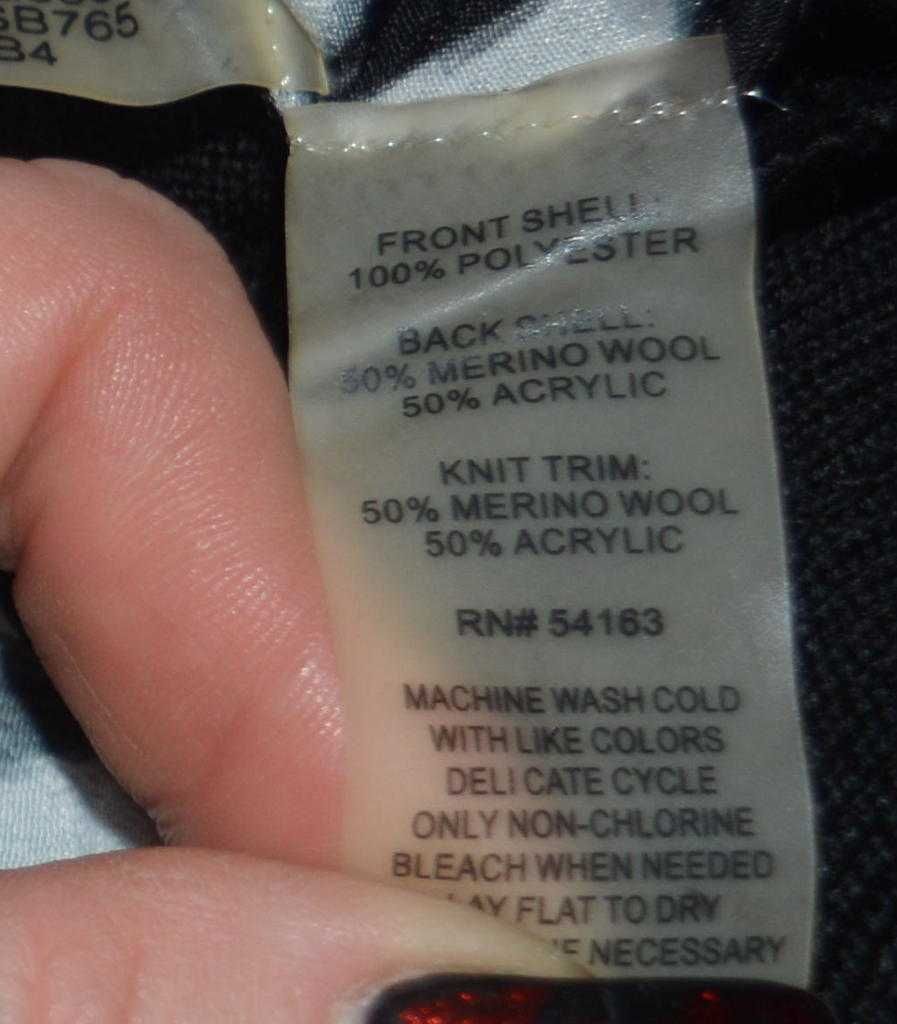 SB765
B4
FRONT SHELL:
100% POLYESTER
BACK SHELL:
50% MERINO WOOL
50% ACRYLIC
KNIT TRIM:
50% MERINO WOOL
50% ACRYLIC
RN# 54163
MACHINE WASH COLD
WITH LIKE COLORS
DELICATE CYCLE
ONLY NON-CHLORINE
BLEACH WHEN NEEDED
LAY FLAT TO DRY
NECESSARY